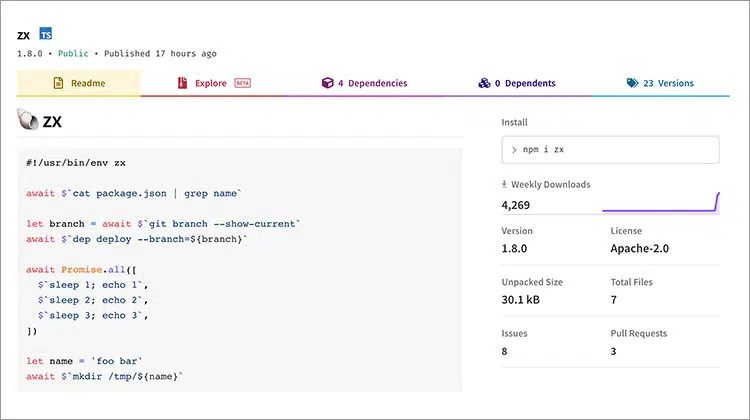 zx TS
1.8.0 • Public • Published 17 hours ago
Readme
Explore BETA
4 Dependencies
0 Dependents
23 Versions
zx
#!/usr/bin/env zx
await $`cat package.json | grep name`
let branch = await $`git branch --show-current`
await $`dep deploy --branch=${branch}`
await Promise.all([
  $`sleep 1; echo 1`,
  $`sleep 2; echo 2`,
  $`sleep 3; echo 3`,
])
let name = 'foo bar'
await $`mkdir /tmp/${name}`
Install
> npm i zx
Weekly Downloads
4,269
Version License
1.8.0 Apache-2.0
Unpacked Size Total Files
30.1 kB 7
Issues Pull Requests
8 3